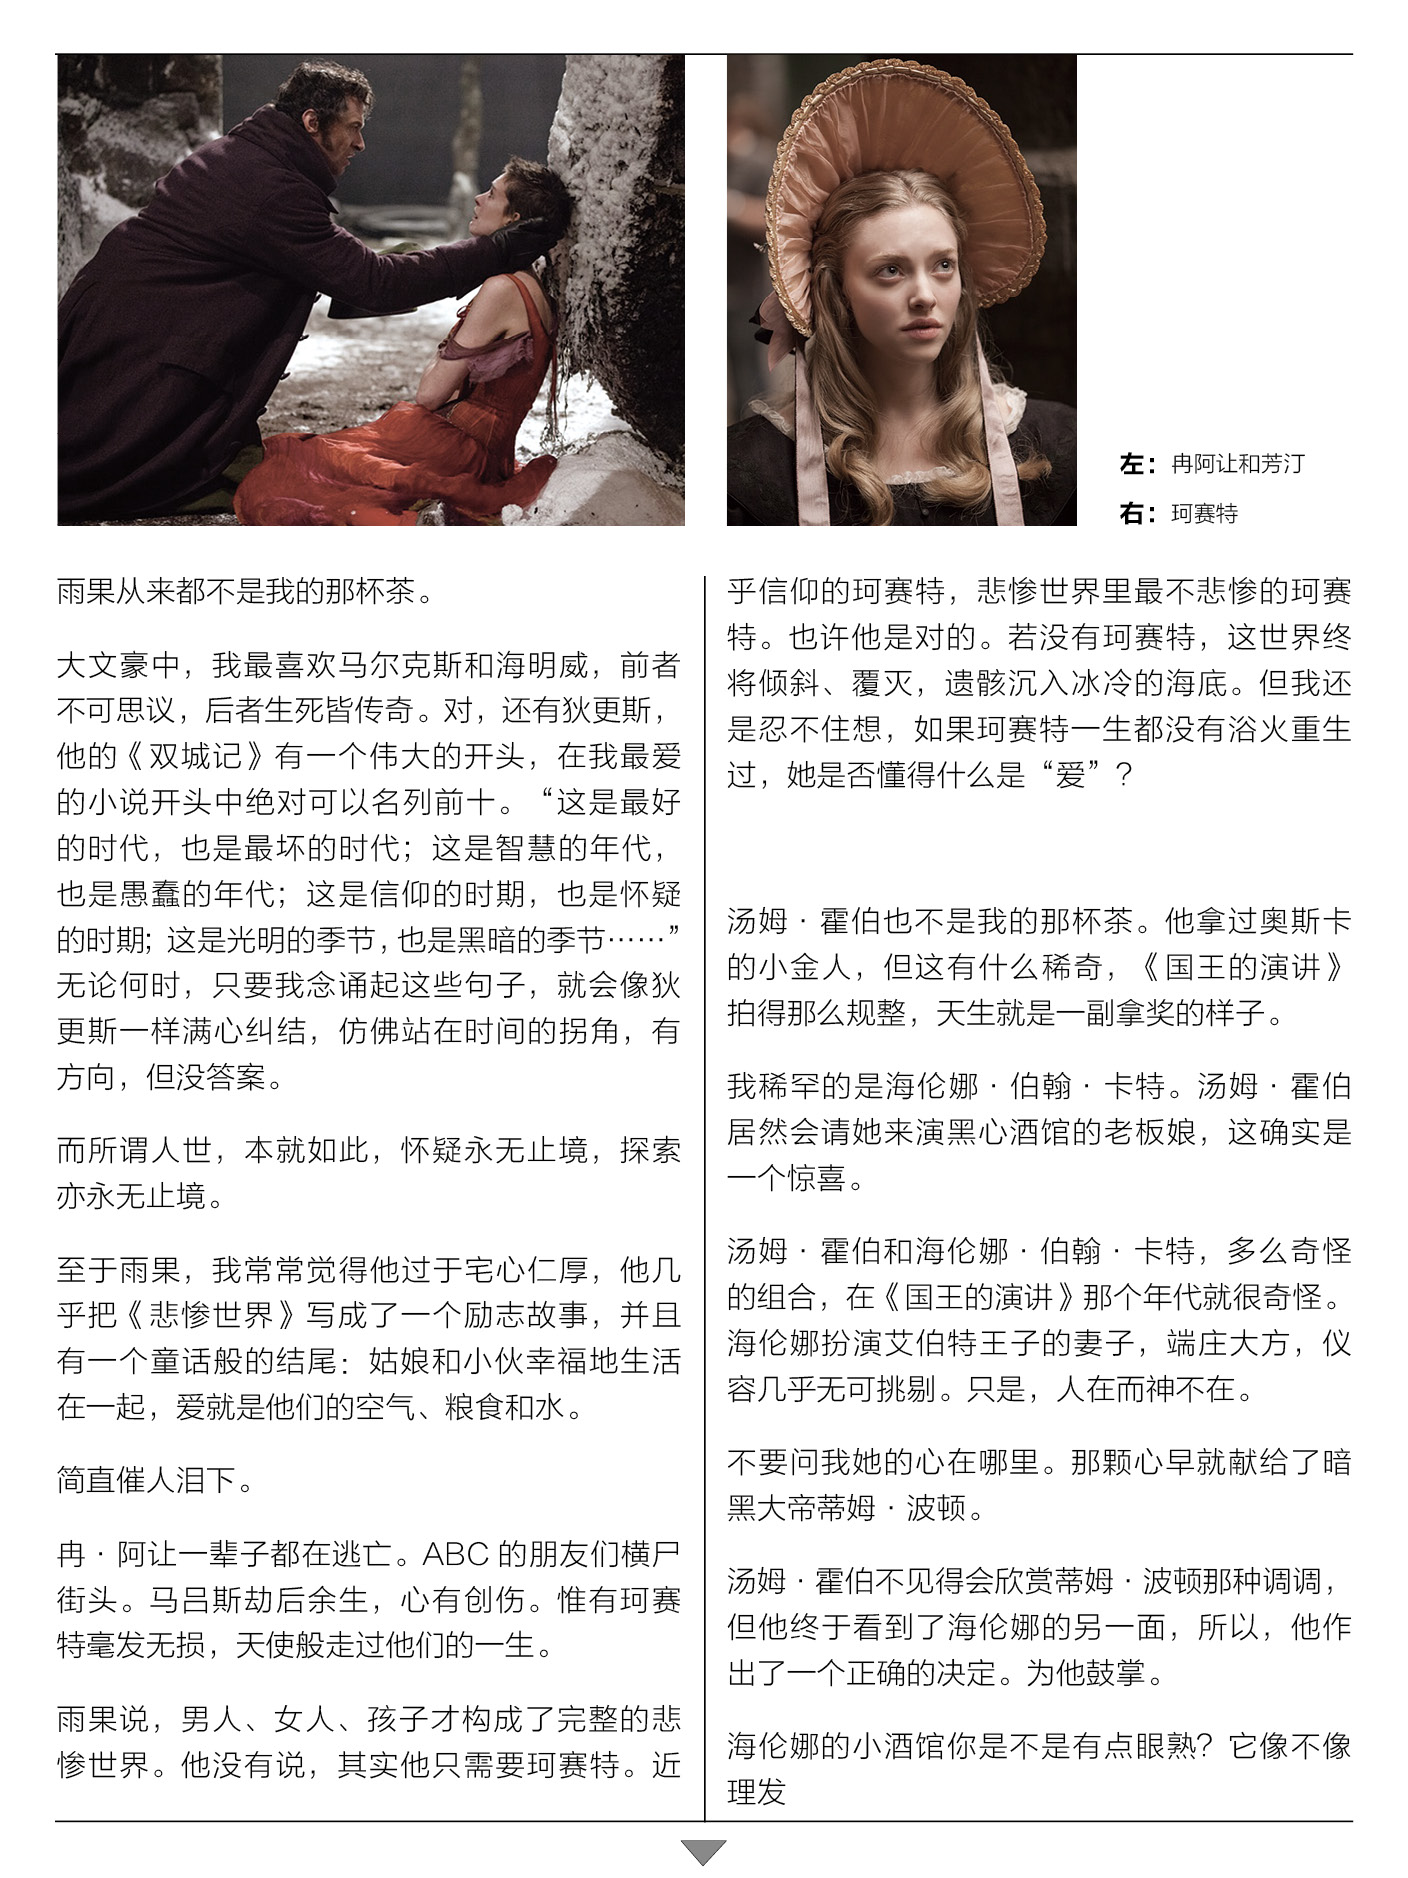 左：冉阿让和芳汀
右：珂赛特
雨果从来都不是我的那杯茶。
大文豪中，我最喜欢马尔克斯和海明威，前者
不可思议，后者生死皆传奇。对，还有狄更斯，
他的《双城记》有一个伟大的开头，在我最爱
的小说开头中绝对可以名列前十。“这是最好
的时代，也是最坏的时代；这是智慧的年代，
也是愚蠢的年代；这是信仰的时期，也是怀疑
的时期；这是光明的季节，也是黑暗的季节……”
无论何时，只要我念诵起这些句子，就会像狄
更斯一样满心纠结，仿佛站在时间的拐角，有
方向，但没答案。
而所谓人世，本就如此，怀疑永无止境，探索
亦永无止境。
至于雨果，我常常觉得他过于宅心仁厚，他几
乎把《悲惨世界》写成了一个励志故事，并且
有一个童话般的结尾：姑娘和小伙幸福地生活
在一起，爱就是他们的空气、粮食和水。
简直催人泪下。
冉·阿让一辈子都在逃亡。ABC 的朋友们横尸
街头。马吕斯劫后余生，心有创伤。惟有珂赛
特毫发无损，天使般走过他们的一生。
雨果说，男人、女人、孩子才构成了完整的悲
惨世界。他没有说，其实他只需要珂赛特。近
乎信仰的珂赛特，悲惨世界里最不悲惨的珂赛
特。也许他是对的。若没有珂赛特，这世界终
将倾斜、覆灭，遗骸沉入冰冷的海底。但我还
是忍不住想，如果珂赛特一生都没有浴火重生
过，她是否懂得什么是“爱”？
汤姆·霍伯也不是我的那杯茶。他拿过奥斯卡
的小金人，但这有什么稀奇，《国王的演讲》
拍得那么规整，天生就是一副拿奖的样子。
我稀罕的是海伦娜·伯翰·卡特。汤姆·霍伯
居然会请她来演黑心酒馆的老板娘，这确实是
一个惊喜。
汤姆·霍伯和海伦娜·伯翰·卡特，多么奇怪
的组合，在《国王的演讲》那个年代就很奇怪。
海伦娜扮演艾伯特王子的妻子，端庄大方，仪
容几乎无可挑剔。只是，人在而神不在。
不要问我她的心在哪里。那颗心早就献给了暗
黑大帝蒂姆·波顿。
汤姆·霍伯不见得会欣赏蒂姆·波顿那种调调，
但他终于看到了海伦娜的另一面，所以，他作
出了一个正确的决定。为他鼓掌。
海伦娜的小酒馆你是不是有点眼熟？它像不像
理发